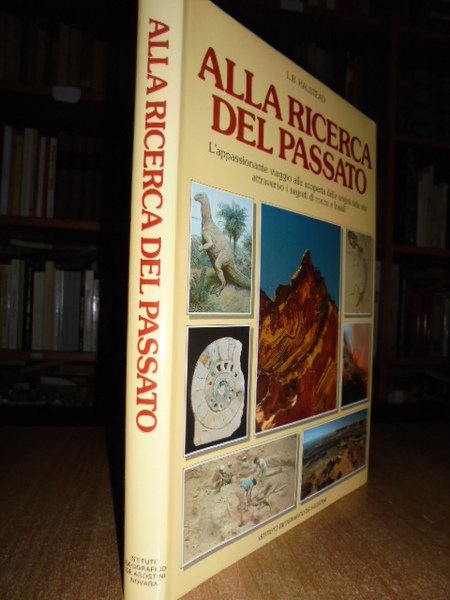 ALLA RICERCA DEL PASSATO
ISTITUTO
GEOGRAFICO
DE AGOSTINI
NOVARA
L.B. HALSTEAD
ALLA RICERCA
DEL PASSATO
L'appassionante viaggio alla scoperta delle origini della vita
attraverso i segreti di rocce e fossili
ISTITUTO GEOGRAFICO DE AGOSTINI